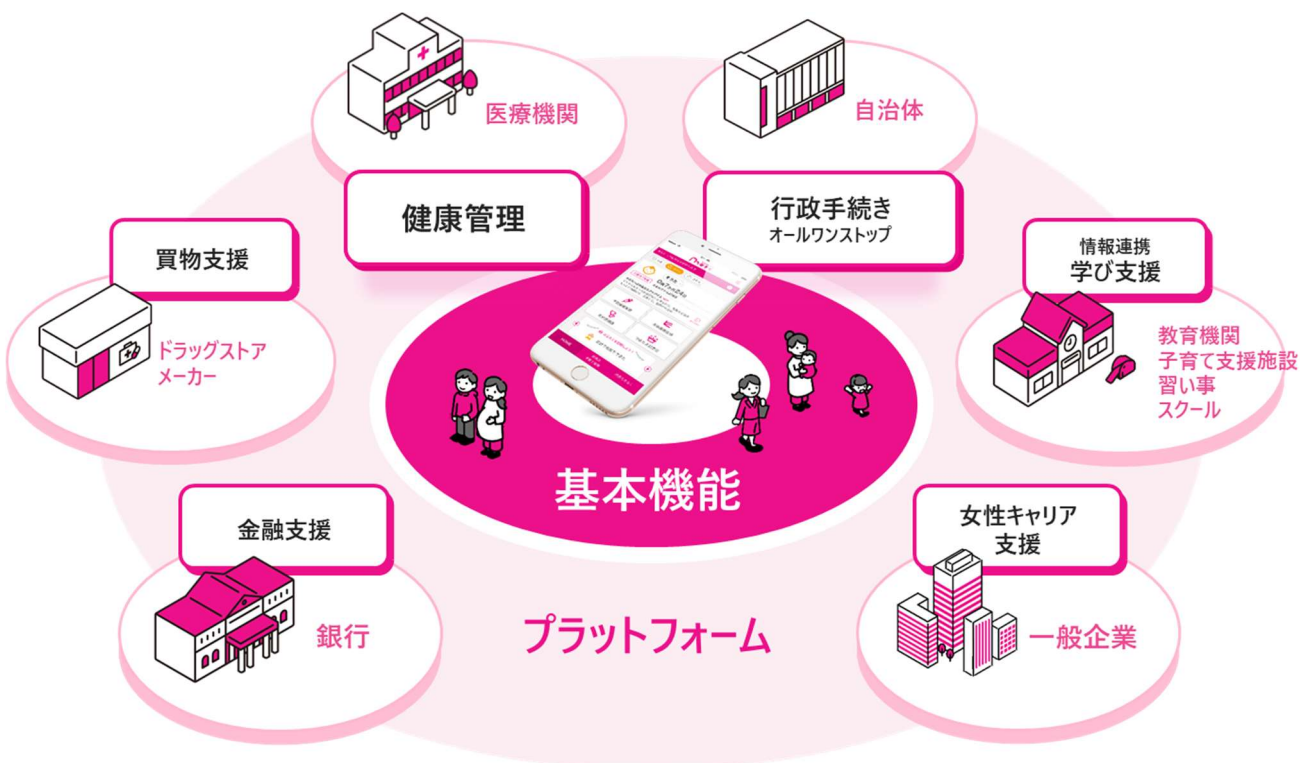 医療機関
自治体
健康管理
行政手続き
オールワンストップ
買物支援
情報連携
学び支援
ドラッグストア
メーカー
教育機関
子育て支援施設
習い事
スクール
基本機能
金融支援
女性キャリア
支援
銀行
プラットフォーム
一般企業